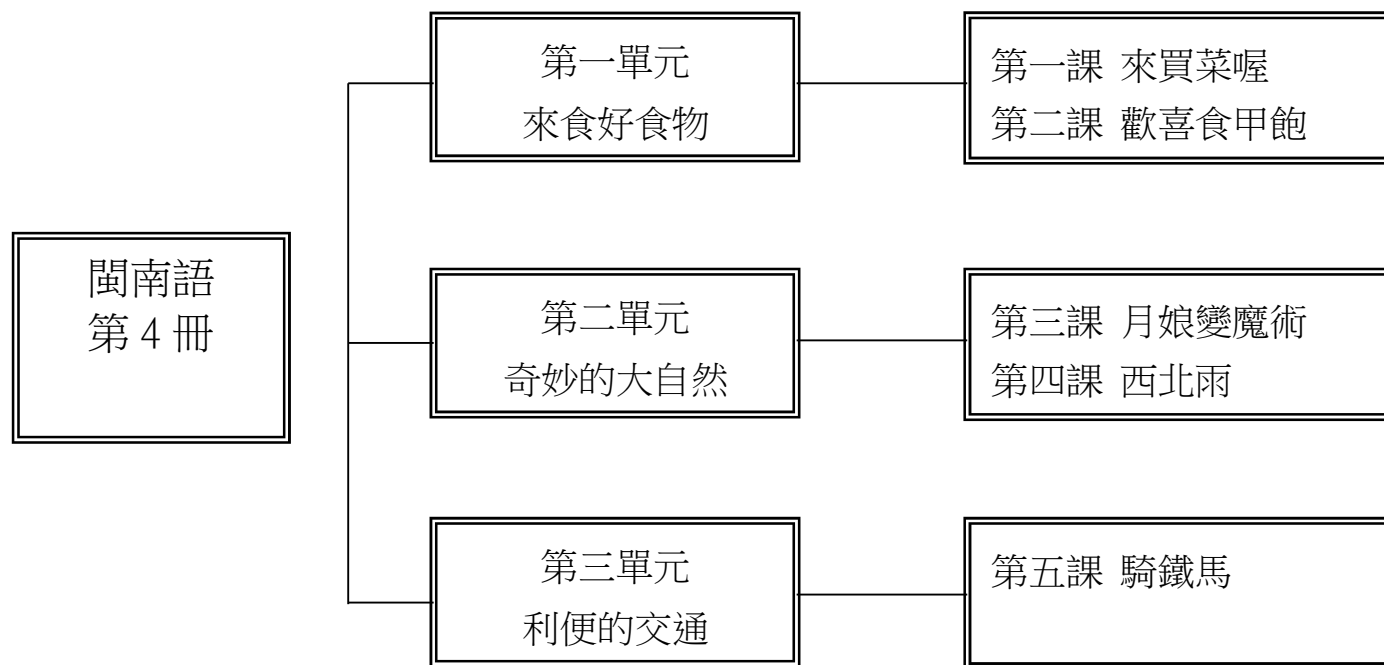 閩南語
第 4 冊
第一單元
來食好食物
第一課 來買菜喔
第二課 歡喜食甲飽
第二單元
奇妙的大自然
第三課 月娘變魔術
第四課 西北雨
第三單元
利便的交通
第五課 騎鐵馬